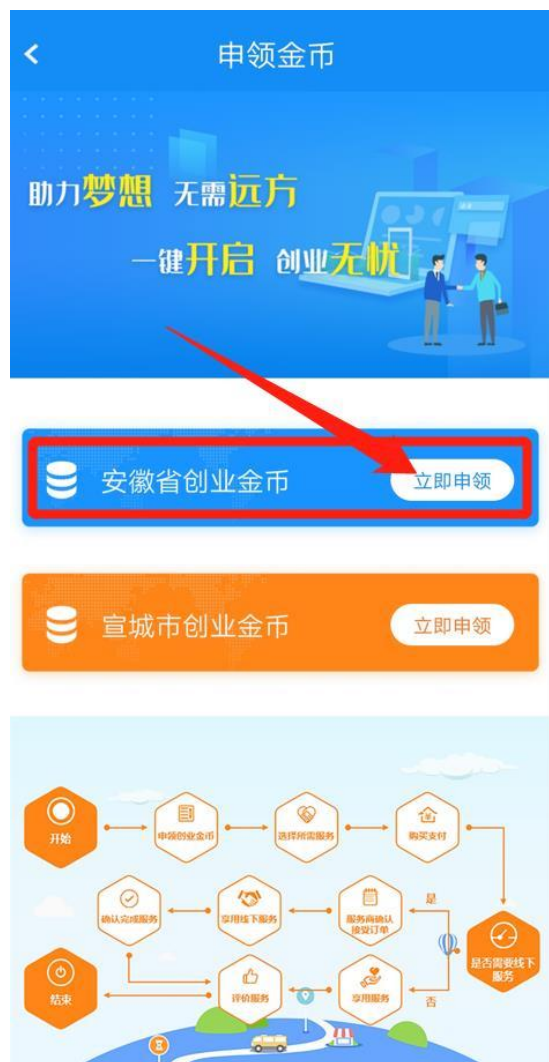 申领金币
助力梦想 无需远方
一键开启 创业无忧
安徽省创业金币
立即申领
宣城市创业金币
立即申领
开始
申领创业金币
选择所需服务
购买支付
确认完成服务
享用线下服务
服务商确认
接受订单
是
是否需要线下
服务
结束
评价服务
享用服务
否